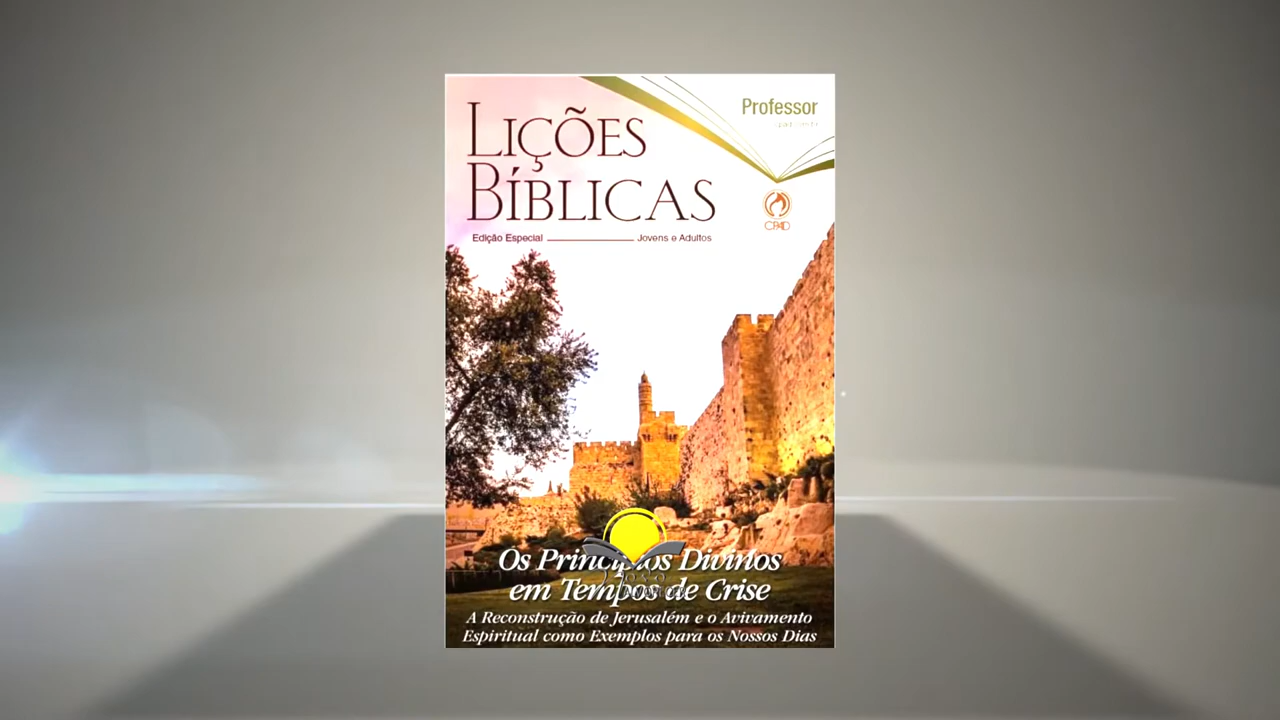 LIÇÕES
BÍBLICAS
Professor
CPAD
Edição Especial
Jovens e Adultos
Os Princípios Divinos
em Tempos de Crise
A Reconstrução de Jerusalém e o Avivamento
Espiritual como Exemplos para os Nossos Dias